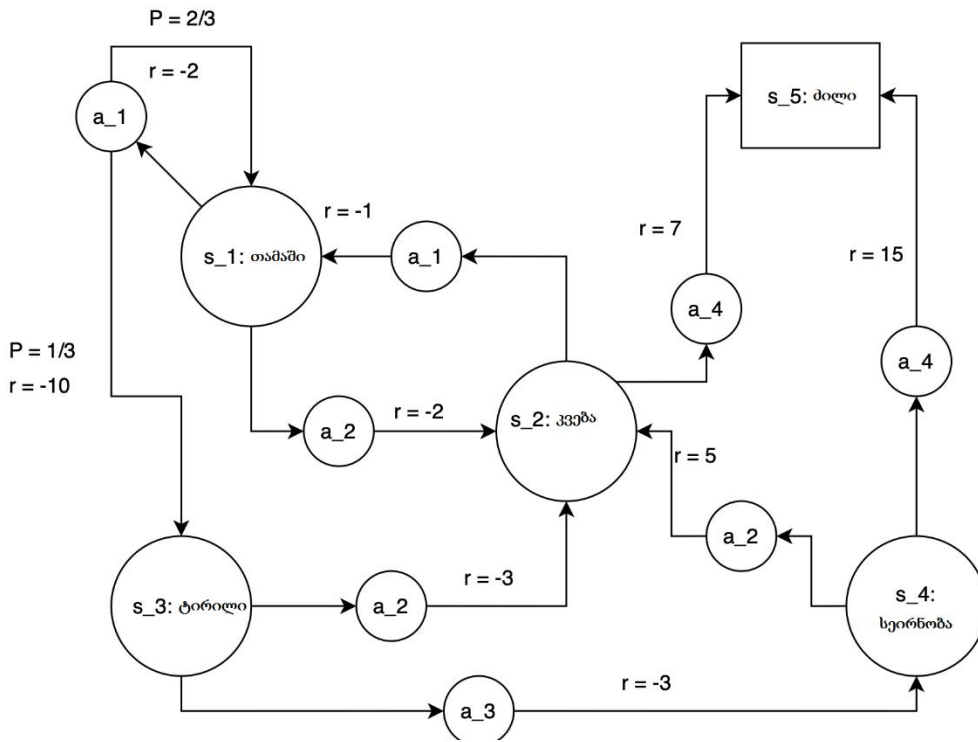 P = 2/3
r = -2
a_1
s_5: ძილი
s_1: თამაში
r = -1
a_1
r = 7
r = 15
a_4
a_4
P = 1/3
r = -10
a_2
r = -2
s_2: კვება
r = 5
a_2
s_3: ტირილი
a_2
r = -3
s_4:
სეირნობა
a_3
r = -3